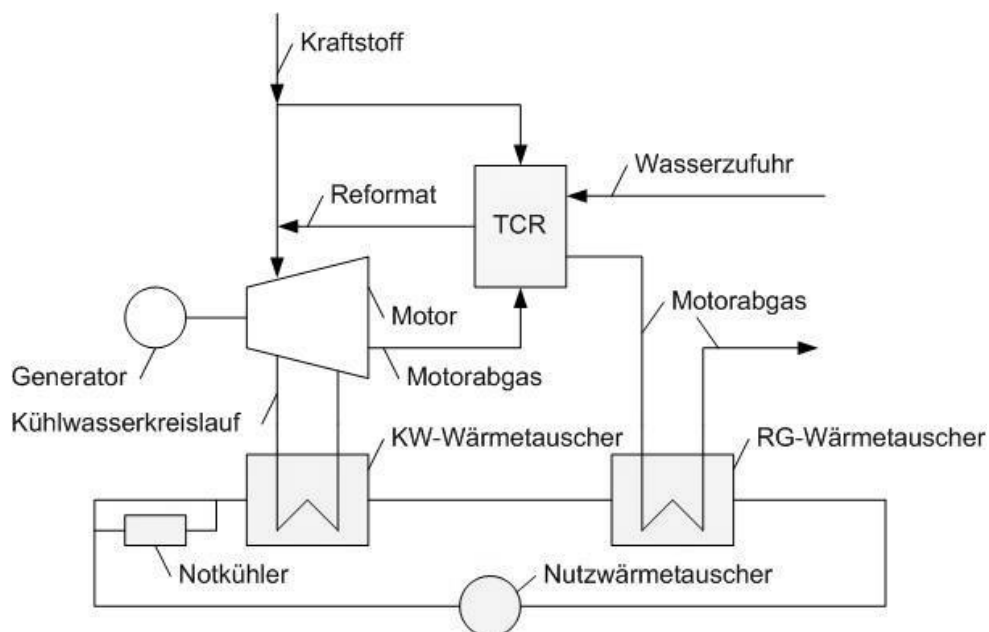 Kraftstoff
Wasserzufuhr
Reformat
TCR
Motor
Motorabgas
Generator
Motorabgas
Kühlwasserkreislauf
KW-Wärmetauscher
RG-Wärmetauscher
Notkühler
Nutzwärmetauscher